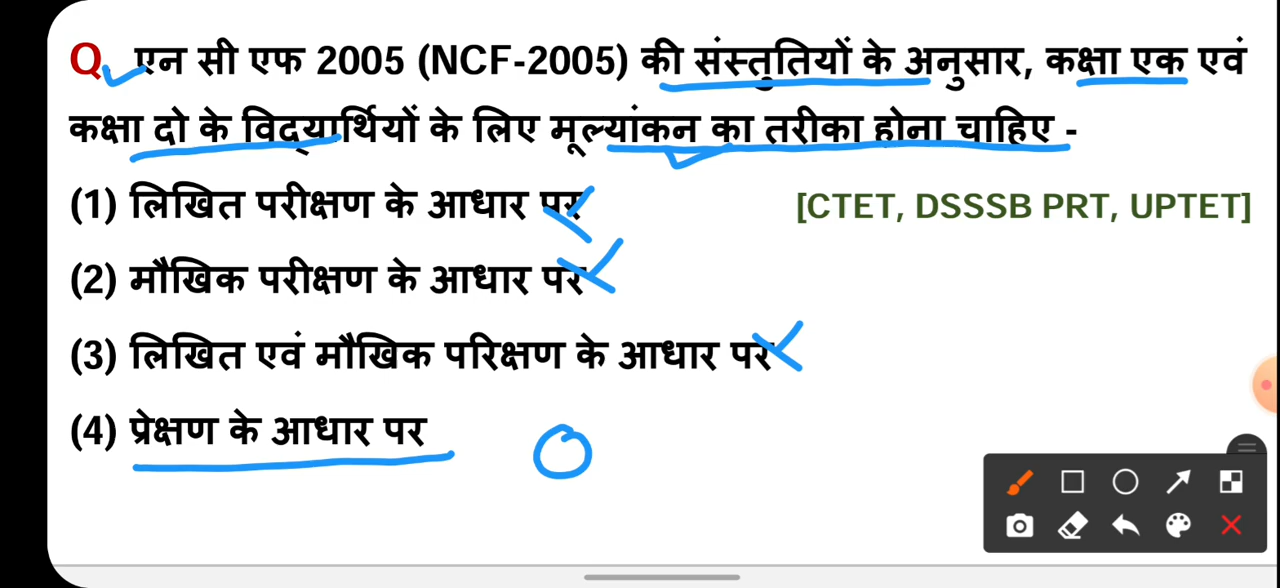 Q. एन सी एफ 2005 (NCF-2005) की संस्तुतियों के अनुसार, कक्षा एक एवं
कक्षा दो के विद्यार्थियों के लिए मूल्यांकन का तरीका होना चाहिए -
(1) लिखित परीक्षण के आधार पर [CTET, DSSSB PRT, UPTET]
(2) मौखिक परीक्षण के आधार पर
(3) लिखित एवं मौखिक परिक्षण के आधार पर
(4) प्रेक्षण के आधार पर